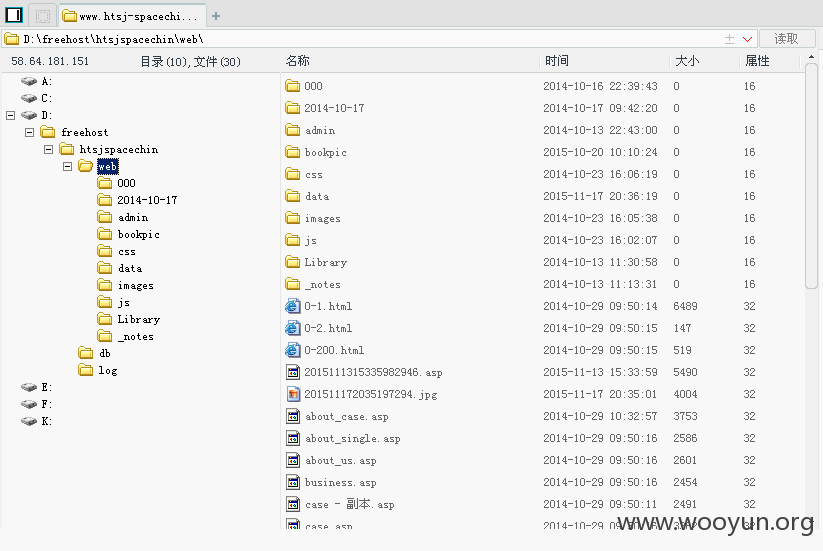 www.htsj-spacechin...
D:\freehost\htsjspacechin\web\ 读取
58.64.181.151 目录(10),文件(30) 名称 时间 大小 属性
A:
C:
D:
freehost
htsjspacechin
web
000
2014-10-17
admin
bookpic
css
data
images
js
Library
_notes
db
log
E:
F:
K:
000 2014-10-16 22:39:43 0 16
2014-10-17 2014-10-17 09:42:20 0 16
admin 2014-10-13 22:43:00 0 16
bookpic 2015-10-20 10:10:24 0 16
css 2014-10-23 16:06:19 0 16
data 2015-11-17 20:36:19 0 16
images 2014-10-23 16:05:38 0 16
js 2014-10-23 16:02:07 0 16
Library 2014-10-13 11:30:58 0 16
_notes 2014-10-13 11:13:31 0 16
0-1.html 2014-10-29 09:50:14 6489 32
0-2.html 2014-10-29 09:50:15 147 32
0-200.html 2014-10-29 09:50:15 519 32
2015111315335982946.asp 2015-11-13 15:33:59 5490 32
201511172035197294.jpg 2015-11-17 20:35:01 4004 32
about_case.asp 2014-10-29 10:32:57 3753 32
about_single.asp 2014-10-29 09:50:16 2586 32
about_us.asp 2014-10-29 09:50:16 2601 32
business.asp 2014-10-29 09:50:16 2454 32
case - 副本.asp 2014-10-29 09:50:11 2491 32
case.asp 2014-10-29
www.wooyun.org